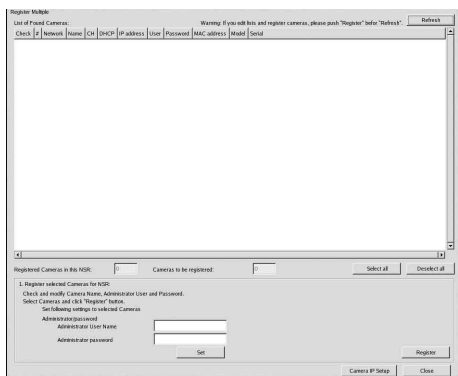 Register Multiple
List of Found Cameras:
Warning: If you edit lists and register cameras, please push "Register" befor "Refresh".
Refresh
Check # Network Name CH DHCP IP address User Password MAC address Model Serial
Registered Cameras in this NSR: 0 Cameras to be registered: 0 Select all Deselect all
1. Register selected Cameras for NSR:
Check and modify Camera Name, Administrator User and Password.
Select Cameras and click "Register" button.
Set following settings to selected Cameras
Administrator/password
Administrator User Name
Administrator password
Set Register
Camera IP Setup Close